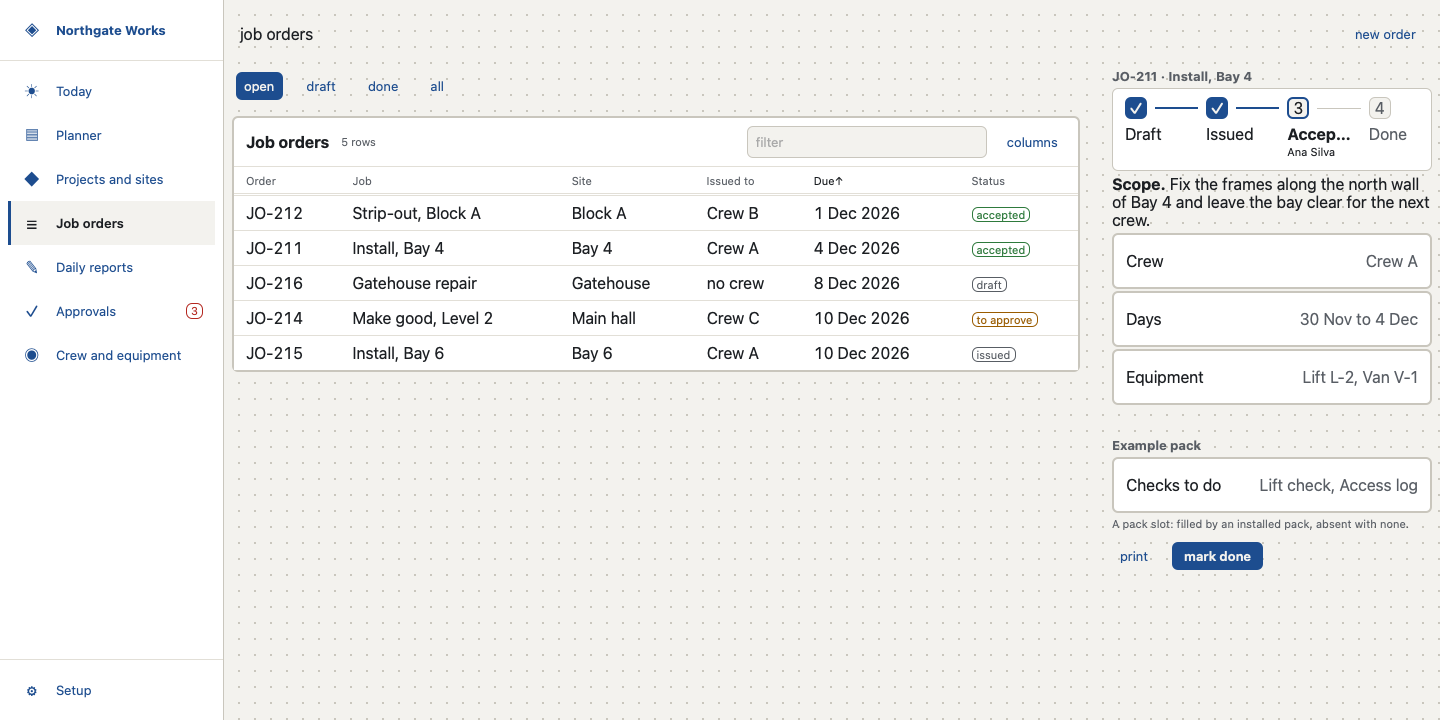 Northgate Works
Today
Planner
Projects and sites
Job orders
Daily reports
Approvals 3
Crew and equipment
Setup
job orders
new order
open draft done all
Job orders 5 rows filter columns
Order Job Site Issued to Due↑ Status
JO-212 Strip-out, Block A Block A Crew B 1 Dec 2026 accepted
JO-211 Install, Bay 4 Bay 4 Crew A 4 Dec 2026 accepted
JO-216 Gatehouse repair Gatehouse no crew 8 Dec 2026 draft
JO-214 Make good, Level 2 Main hall Crew C 10 Dec 2026 to approve
JO-215 Install, Bay 6 Bay 6 Crew A 10 Dec 2026 issued
JO-211 · Install, Bay 4
3 4
Draft Issued Accep... Done
Ana Silva
Scope. Fix the frames along the north wall
of Bay 4 and leave the bay clear for the next
crew.
Crew Crew A
Days 30 Nov to 4 Dec
Equipment Lift L-2, Van V-1
Example pack
Checks to do Lift check, Access log
A pack slot: filled by an installed pack, absent with none.
print mark done